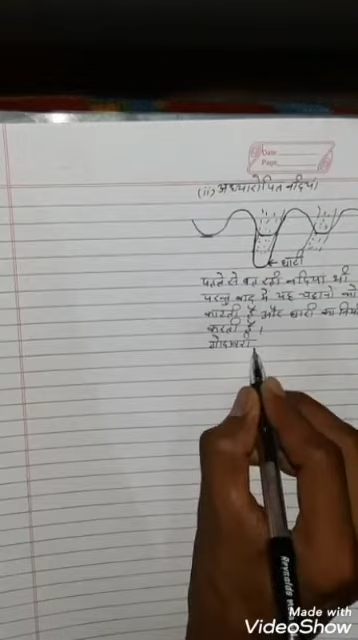 Date
Page
(ii) अध्यारोपित नदियां
घाटी
पहले से बह रही नदियां थी
परन्तु बाद में यह चट्टानों को
काटती हैं और घाटी का निर्मा
करती हैं।
गोदावरी
Reynolds
Made with
VideoShow